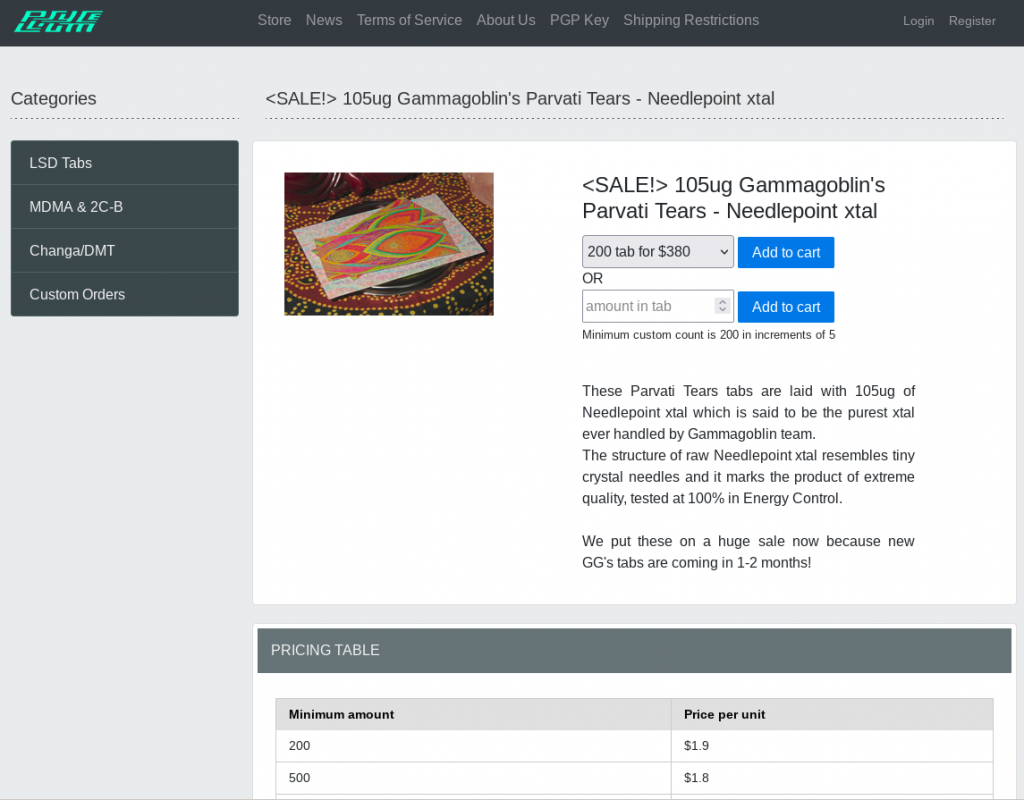 Store News Terms of Service About Us PGP Key Shipping Restrictions Login Register
Categories
<SALE!> 105ug Gammagoblin's Parvati Tears - Needlepoint xtal
LSD Tabs
MDMA & 2C-B
Changa/DMT
Custom Orders
<SALE!> 105ug Gammagoblin's
Parvati Tears - Needlepoint xtal
200 tab for $380 Add to cart
OR
amount in tab Add to cart
Minimum custom count is 200 in increments of 5
These Parvati Tears tabs are laid with 105ug of
Needlepoint xtal which is said to be the purest xtal
ever handled by Gammagoblin team.
The structure of raw Needlepoint xtal resembles tiny
crystal needles and it marks the product of extreme
quality, tested at 100% in Energy Control.
We put these on a huge sale now because new
GG's tabs are coming in 1-2 months!
PRICING TABLE
Minimum amount Price per unit
200 $1.9
500 $1.8